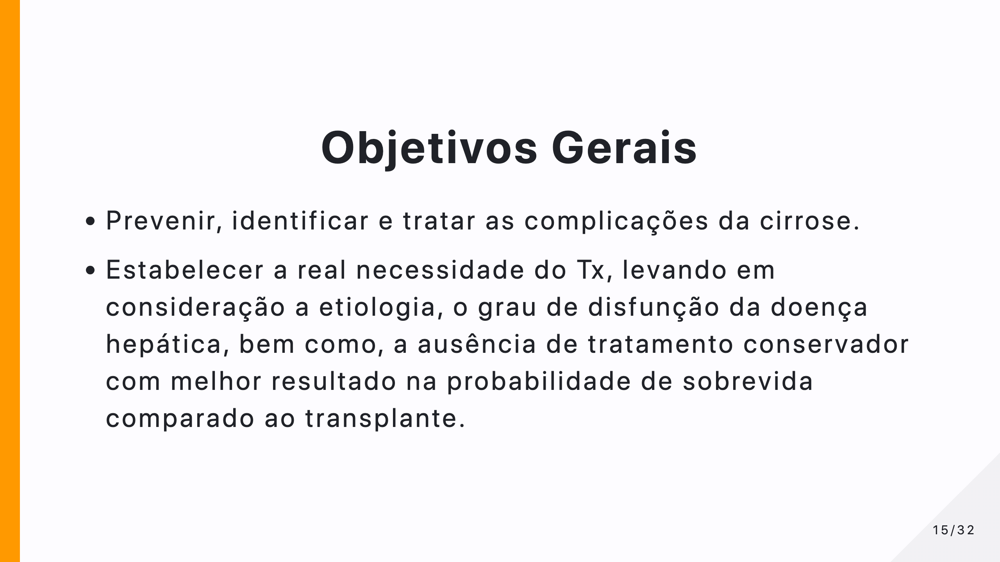 Objetivos Gerais
• Prevenir, identificar e tratar as complicações da cirrose.
• Estabelecer a real necessidade do Tx, levando em
consideração a etiologia, o grau de disfunção da doença
hepática, bem como, a ausência de tratamento conservador
com melhor resultado na probabilidade de sobrevida
comparado ao transplante.
15/32